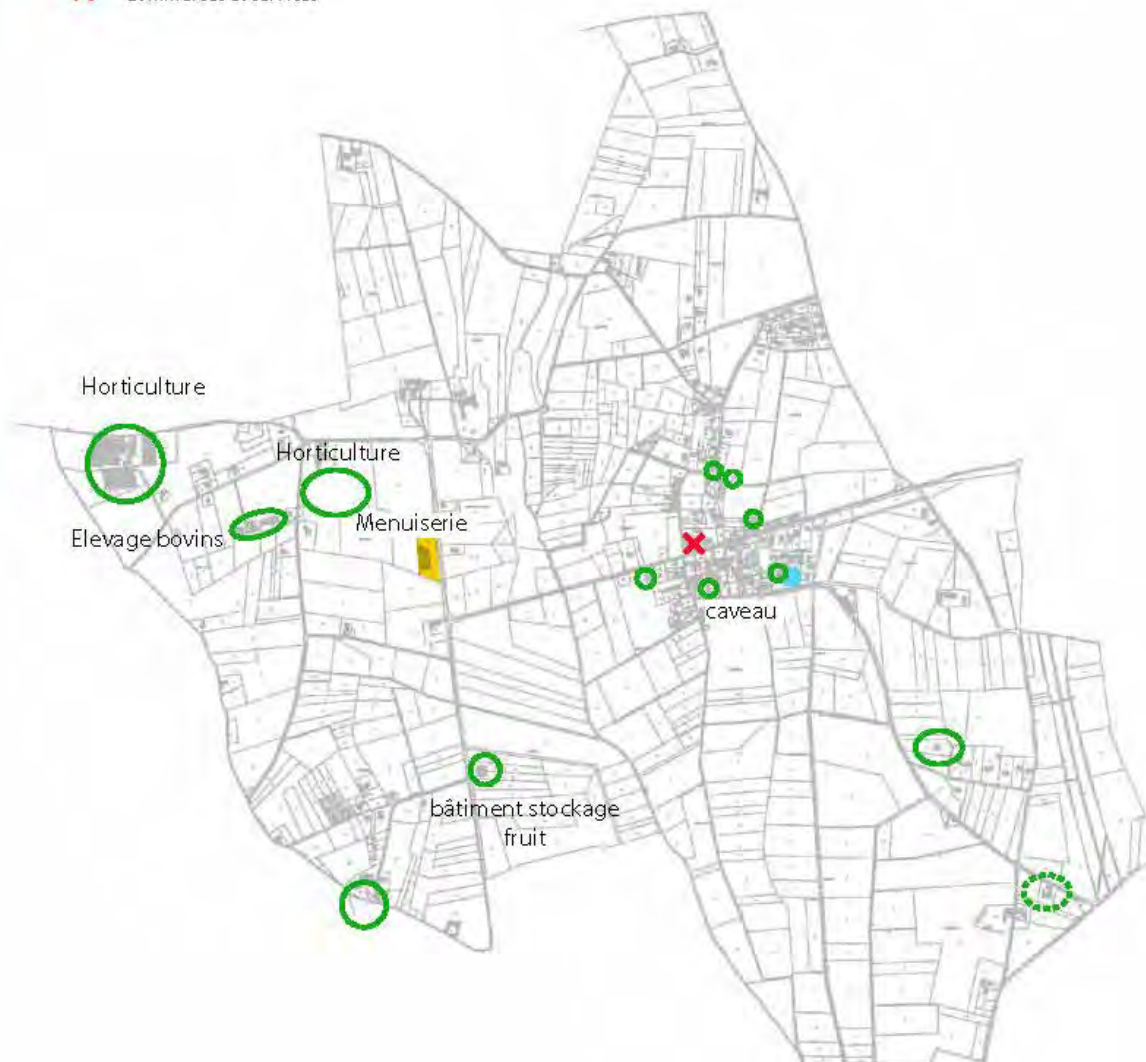 Horticulture
Horticulture
Menuiserie
Elevage bovins
caveau
bâtiment stockage
fruit